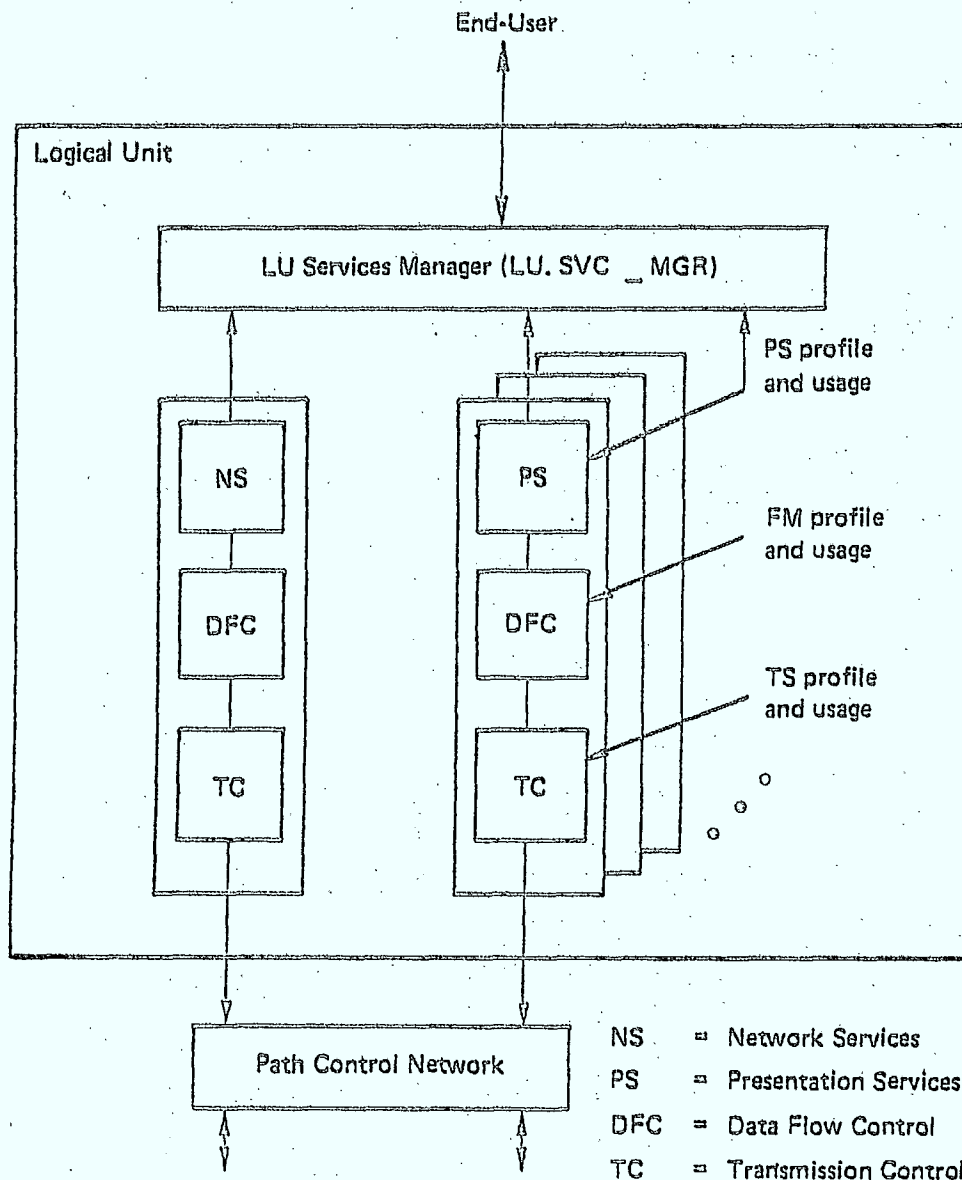 End-User
Logical Unit
LU Services Manager (LU. SVC _ MGR)
PS profile
and usage
NS
PS
FM profile
and usage
DFC
DFC
TS profile
and usage
TC
TC
Path Control Network
NS = Network Services
PS = Presentation Services
DFC = Data Flow Control
TC = Transmission Control